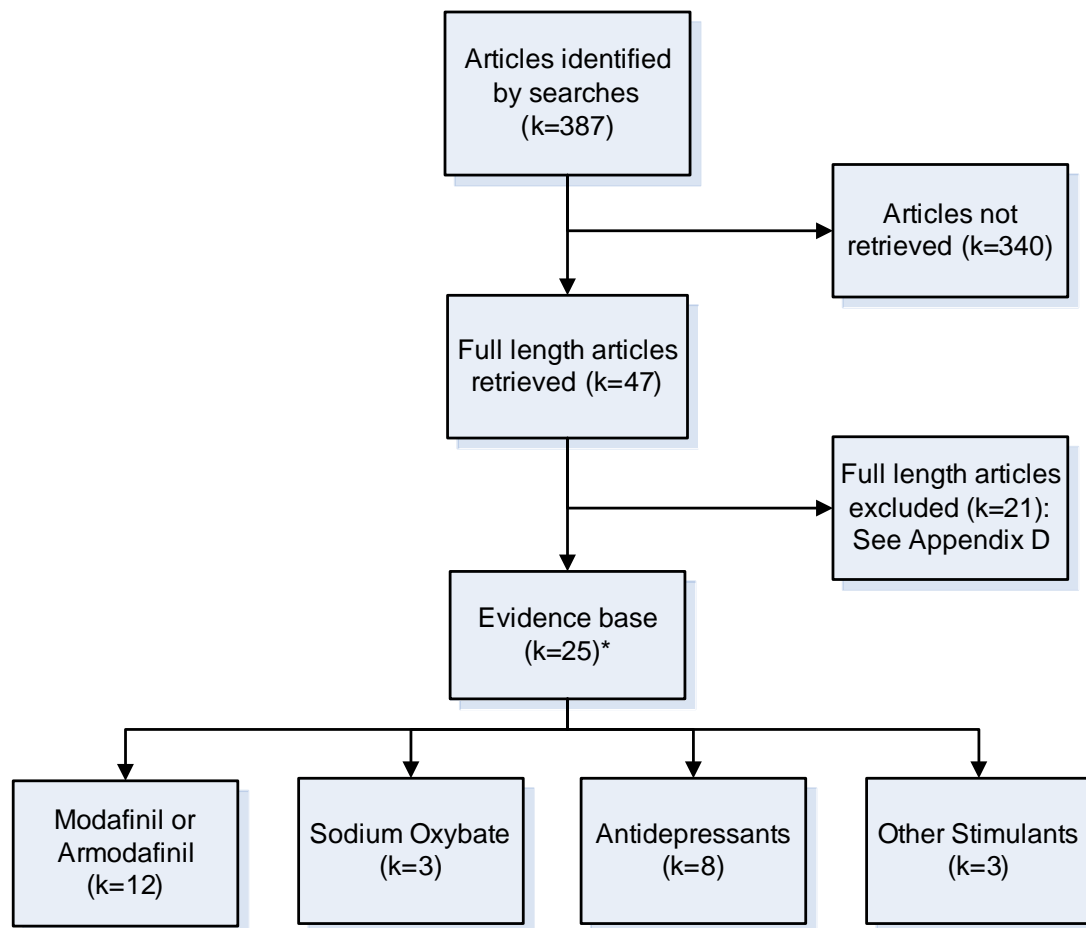 Articles identified
by searches
(k=387)
Articles not
retrieved (k=340)
Full length articles
retrieved (k=47)
Full length articles
excluded (k=21):
See Appendix D
Evidence base
(k=25)*
Modafinil or
Armodafinil
(k=12)
Sodium Oxybate
(k=3)
Antidepressants
(k=8)
Other Stimulants
(k=3)